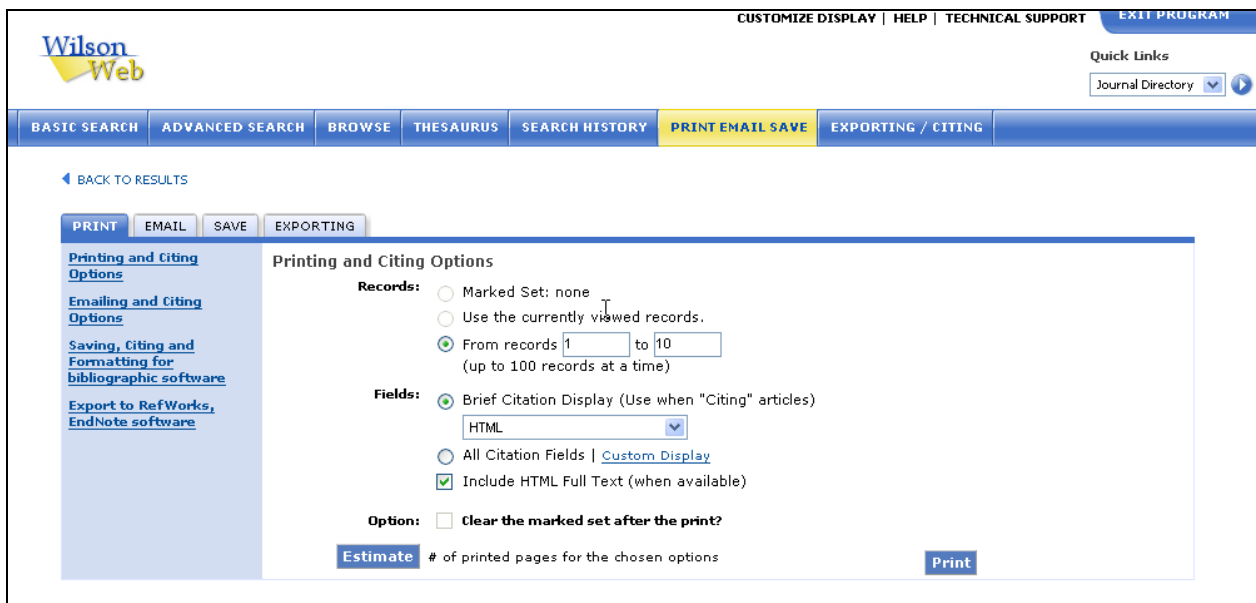 CUSTOMIZE DISPLAY | HELP | TECHNICAL SUPPORT EXIT PROGRAM
Wilson
Web
Quick Links
Journal Directory
BASIC SEARCH ADVANCED SEARCH BROWSE THESAURUS SEARCH HISTORY PRINT EMAIL SAVE EXPORTING / CITING
BACK TO RESULTS
PRINT EMAIL SAVE EXPORTING
Printing and Citing
Options
Emailing and Citing
Options
Saving, Citing and
Formatting for
bibliographic software
Export to RefWorks,
EndNote software
Printing and Citing Options
Records: Marked Set: none
Use the currently viewed records.
From records 1 to 10
(up to 100 records at a time)
Fields: Brief Citation Display (Use when "Citing" articles)
HTML
All Citation Fields | Custom Display
Include HTML Full Text (when available)
Option: Clear the marked set after the print?
Estimate # of printed pages for the chosen options
Print